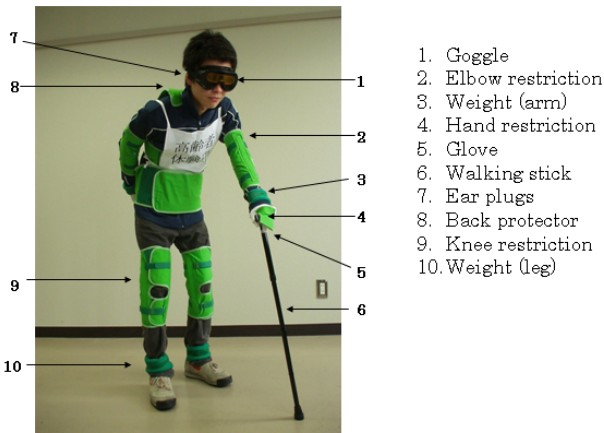 7
8
1
2
3
4
5
6
9
10
高齢者
体験
1. Goggle
2. Elbow restriction
3. Weight (arm)
4. Hand restriction
5. Glove
6. Walking stick
7. Ear plugs
8. Back protector
9. Knee restriction
10. Weight (leg)